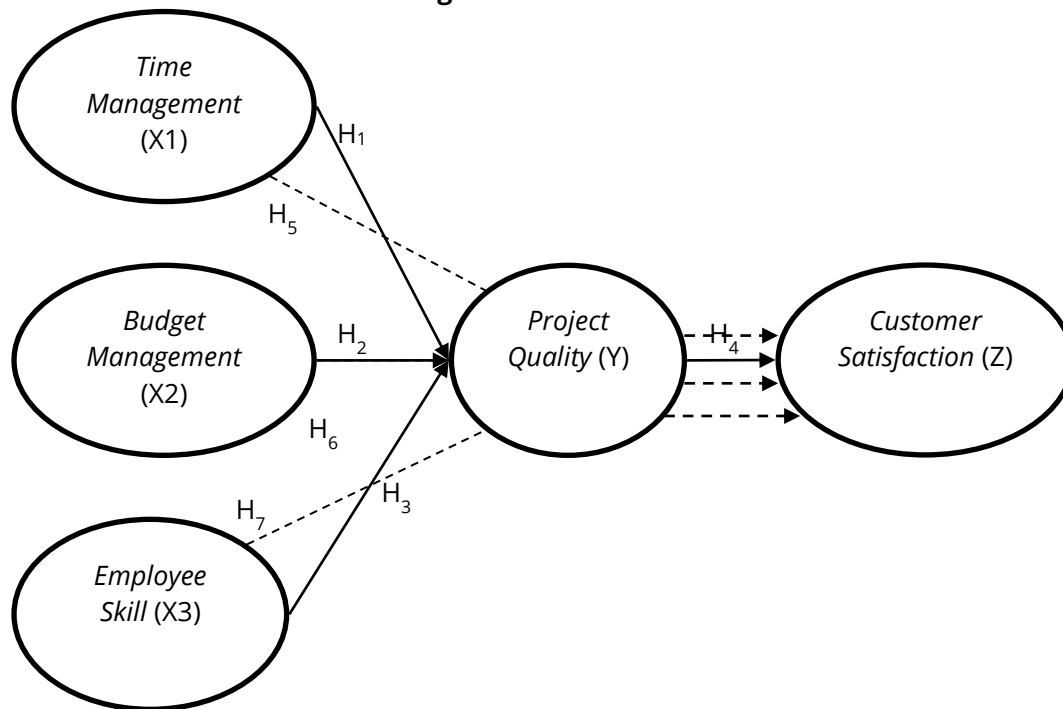 Time
Management
(X1)
H1
H5
Budget
Management
(X2)
H2
Project
Quality (Y)
H4
Customer
Satisfaction (Z)
H6
H7
H3
Employee
Skill (X3)